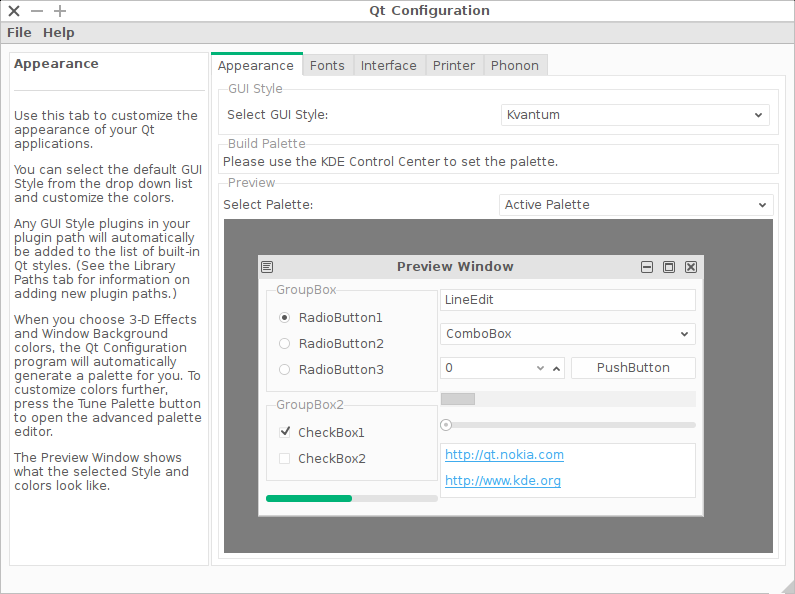 Qt Configuration
File Help
Appearance
Use this tab to customize the
appearance of your Qt
applications.
You can select the default GUI
Style from the drop down list
and customize the colors.
Any GUI Style plugins in your
plugin path will automatically
be added to the list of built-in
Qt styles. (See the Library
Paths tab for information on
adding new plugin paths.)
When you choose 3-D Effects
and Window Background
colors, the Qt Configuration
program will automatically
generate a palette for you. To
customize colors further,
press the Tune Palette button
to open the advanced palette
editor.
The Preview Window shows
what the selected Style and
colors look like.
Appearance Fonts Interface Printer Phonon
GUI Style
Select GUI Style: Kvantum
Build Palette
Please use the KDE Control Center to set the palette.
Preview
Select Palette: Active Palette
Preview Window
GroupBox
RadioButton1
RadioButton2
RadioButton3
GroupBox2
CheckBox1
CheckBox2
LineEdit
ComboBox
0 PushButton
http://qt.nokia.com
http://www.kde.org